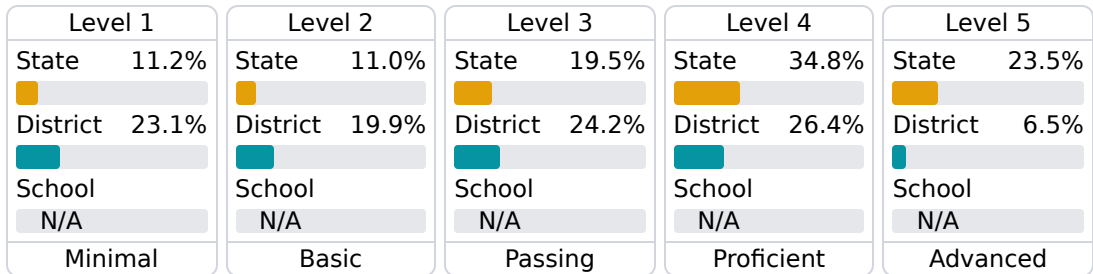 Level 1
State 11.2%
District 23.1%
School
N/A
Minimal
Level 2
State 11.0%
District 19.9%
School
N/A
Basic
Level 3
State 19.5%
District 24.2%
School
N/A
Passing
Level 4
State 34.8%
District 26.4%
School
N/A
Proficient
Level 5
State 23.5%
District 6.5%
School
N/A
Advanced